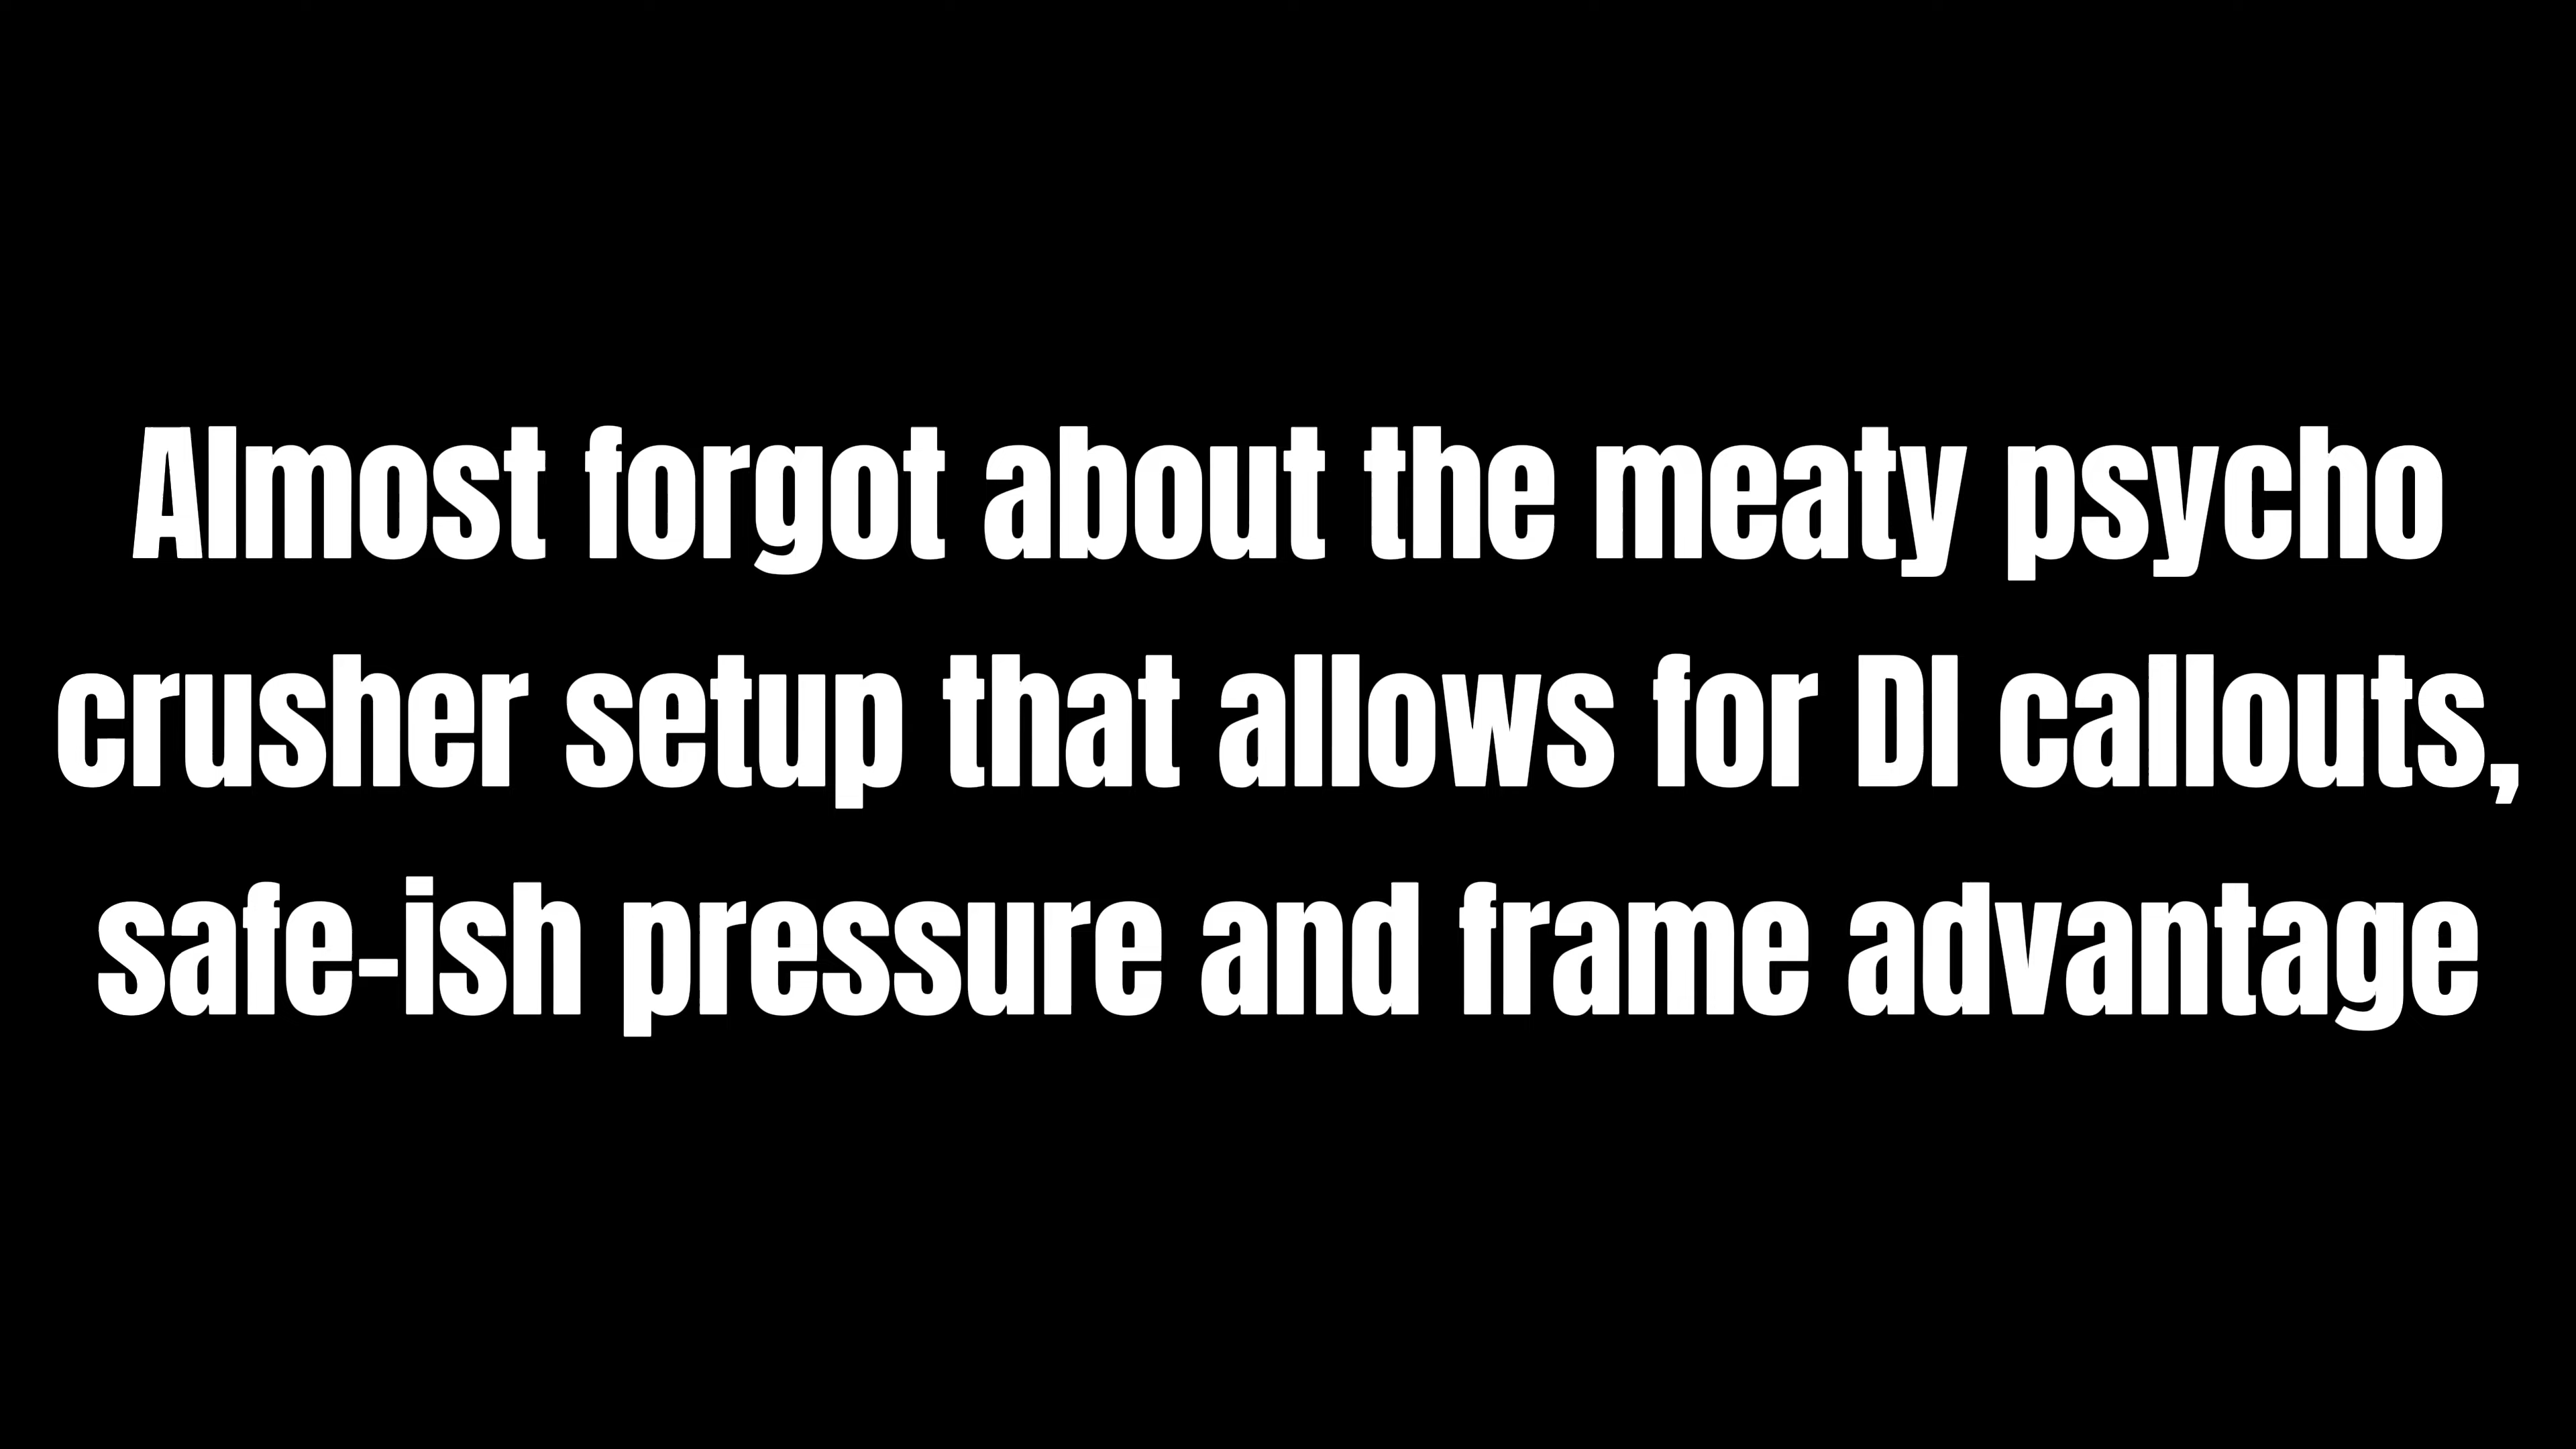 Almost forgot about the meaty psycho
crusher setup that allows for DI callouts,
safe-ish pressure and frame advantage